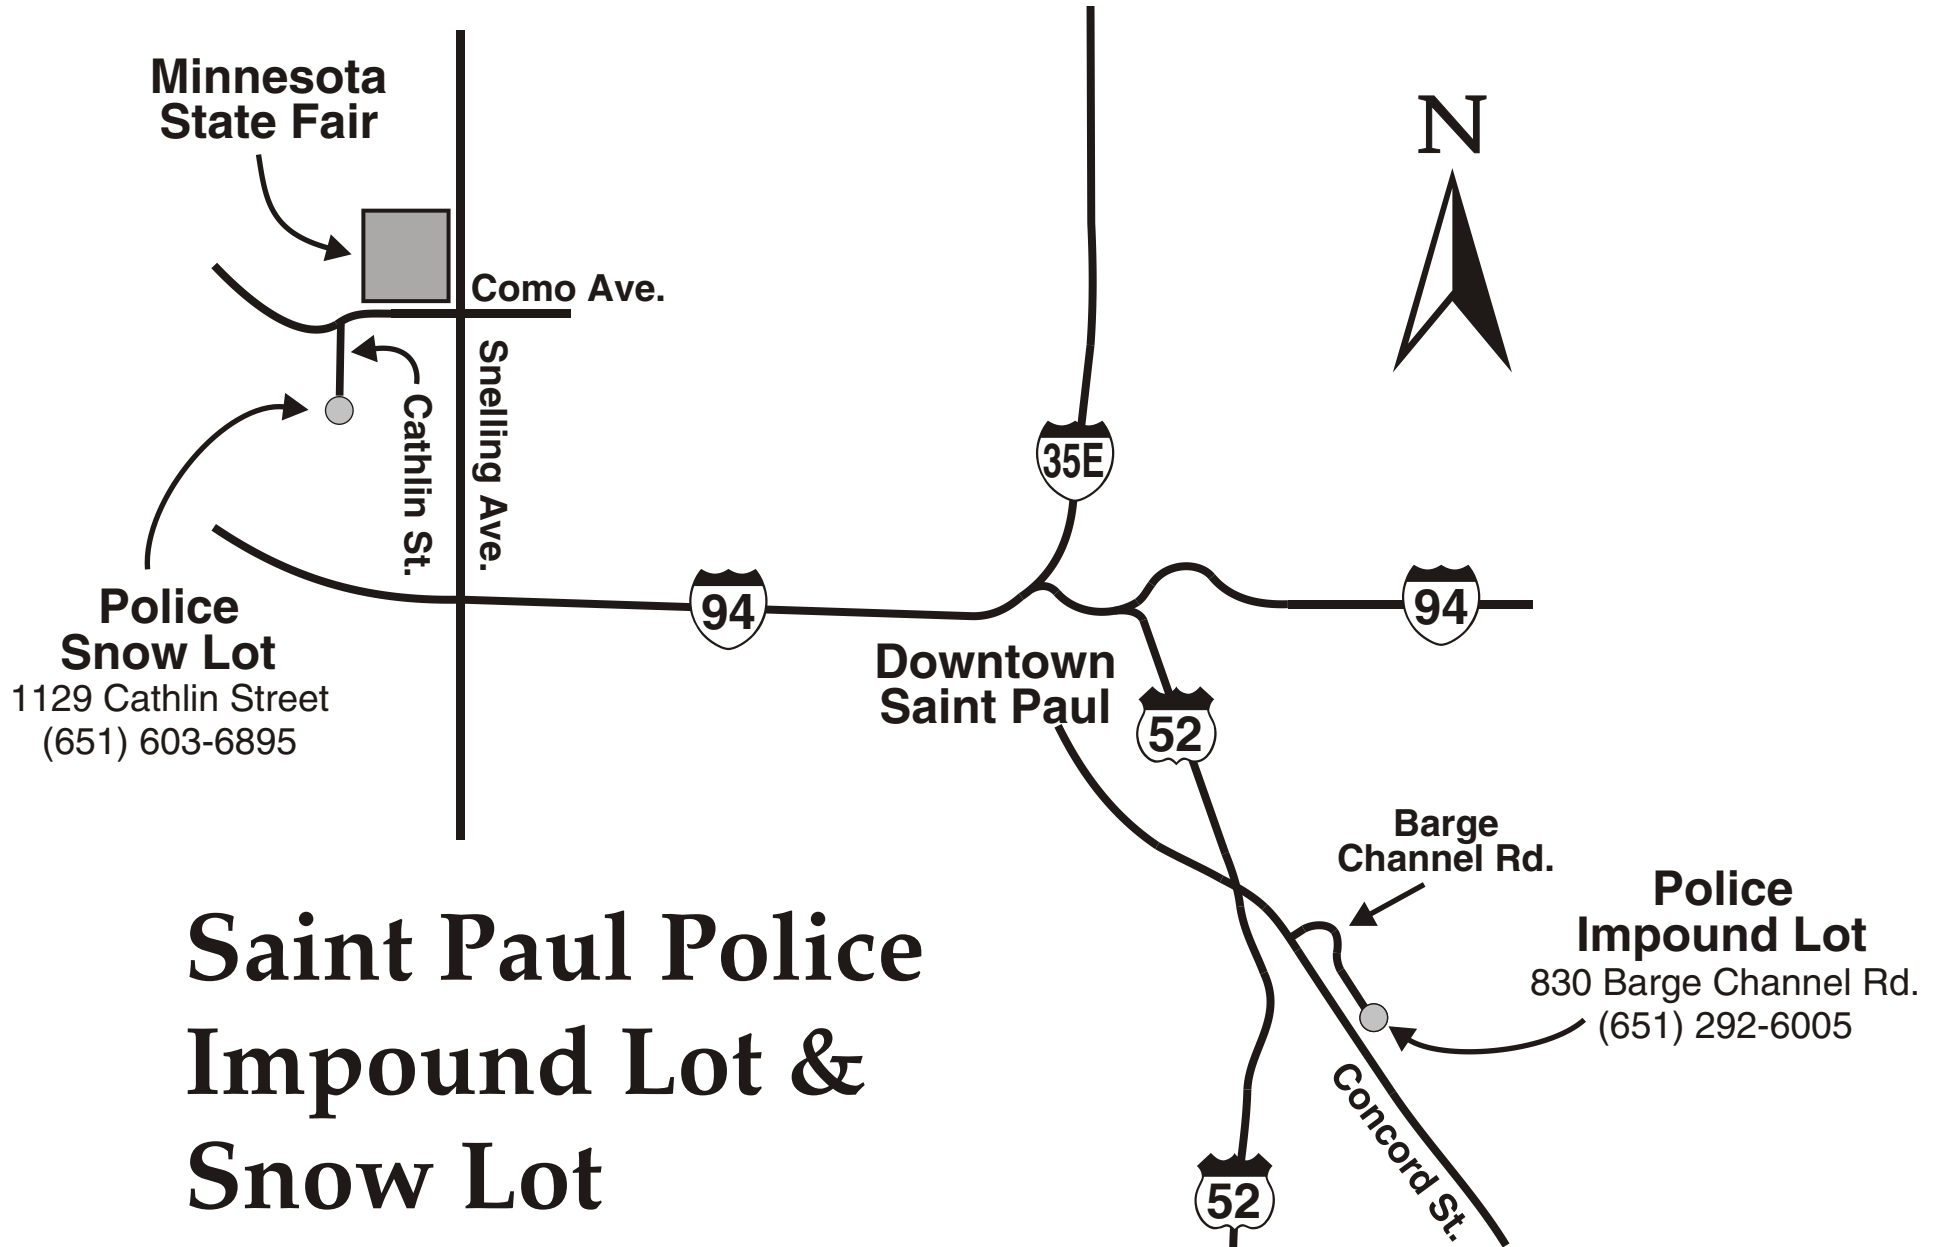 Minnesota
State Fair
N
Como Ave.
Snelling Ave.
Cathlin St.
35E
Police
Snow Lot
1129 Cathlin Street
(651) 603-6895
94
94
Downtown
Saint Paul
52
Barge
Channel Rd.
Police
Impound Lot
830 Barge Channel Rd.
(651) 292-6005
Concord St.
52
Saint Paul Police
Impound Lot &
Snow Lot